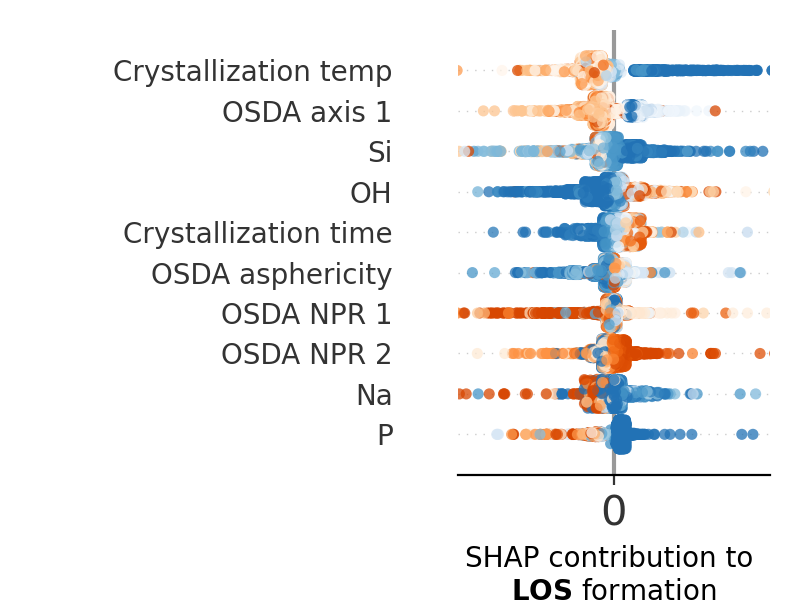 Crystallization temp
OSDA axis 1
Si
OH
Crystallization time
OSDA asphericity
OSDA NPR 1
OSDA NPR 2
Na
P
0
SHAP contribution to
LOS formation